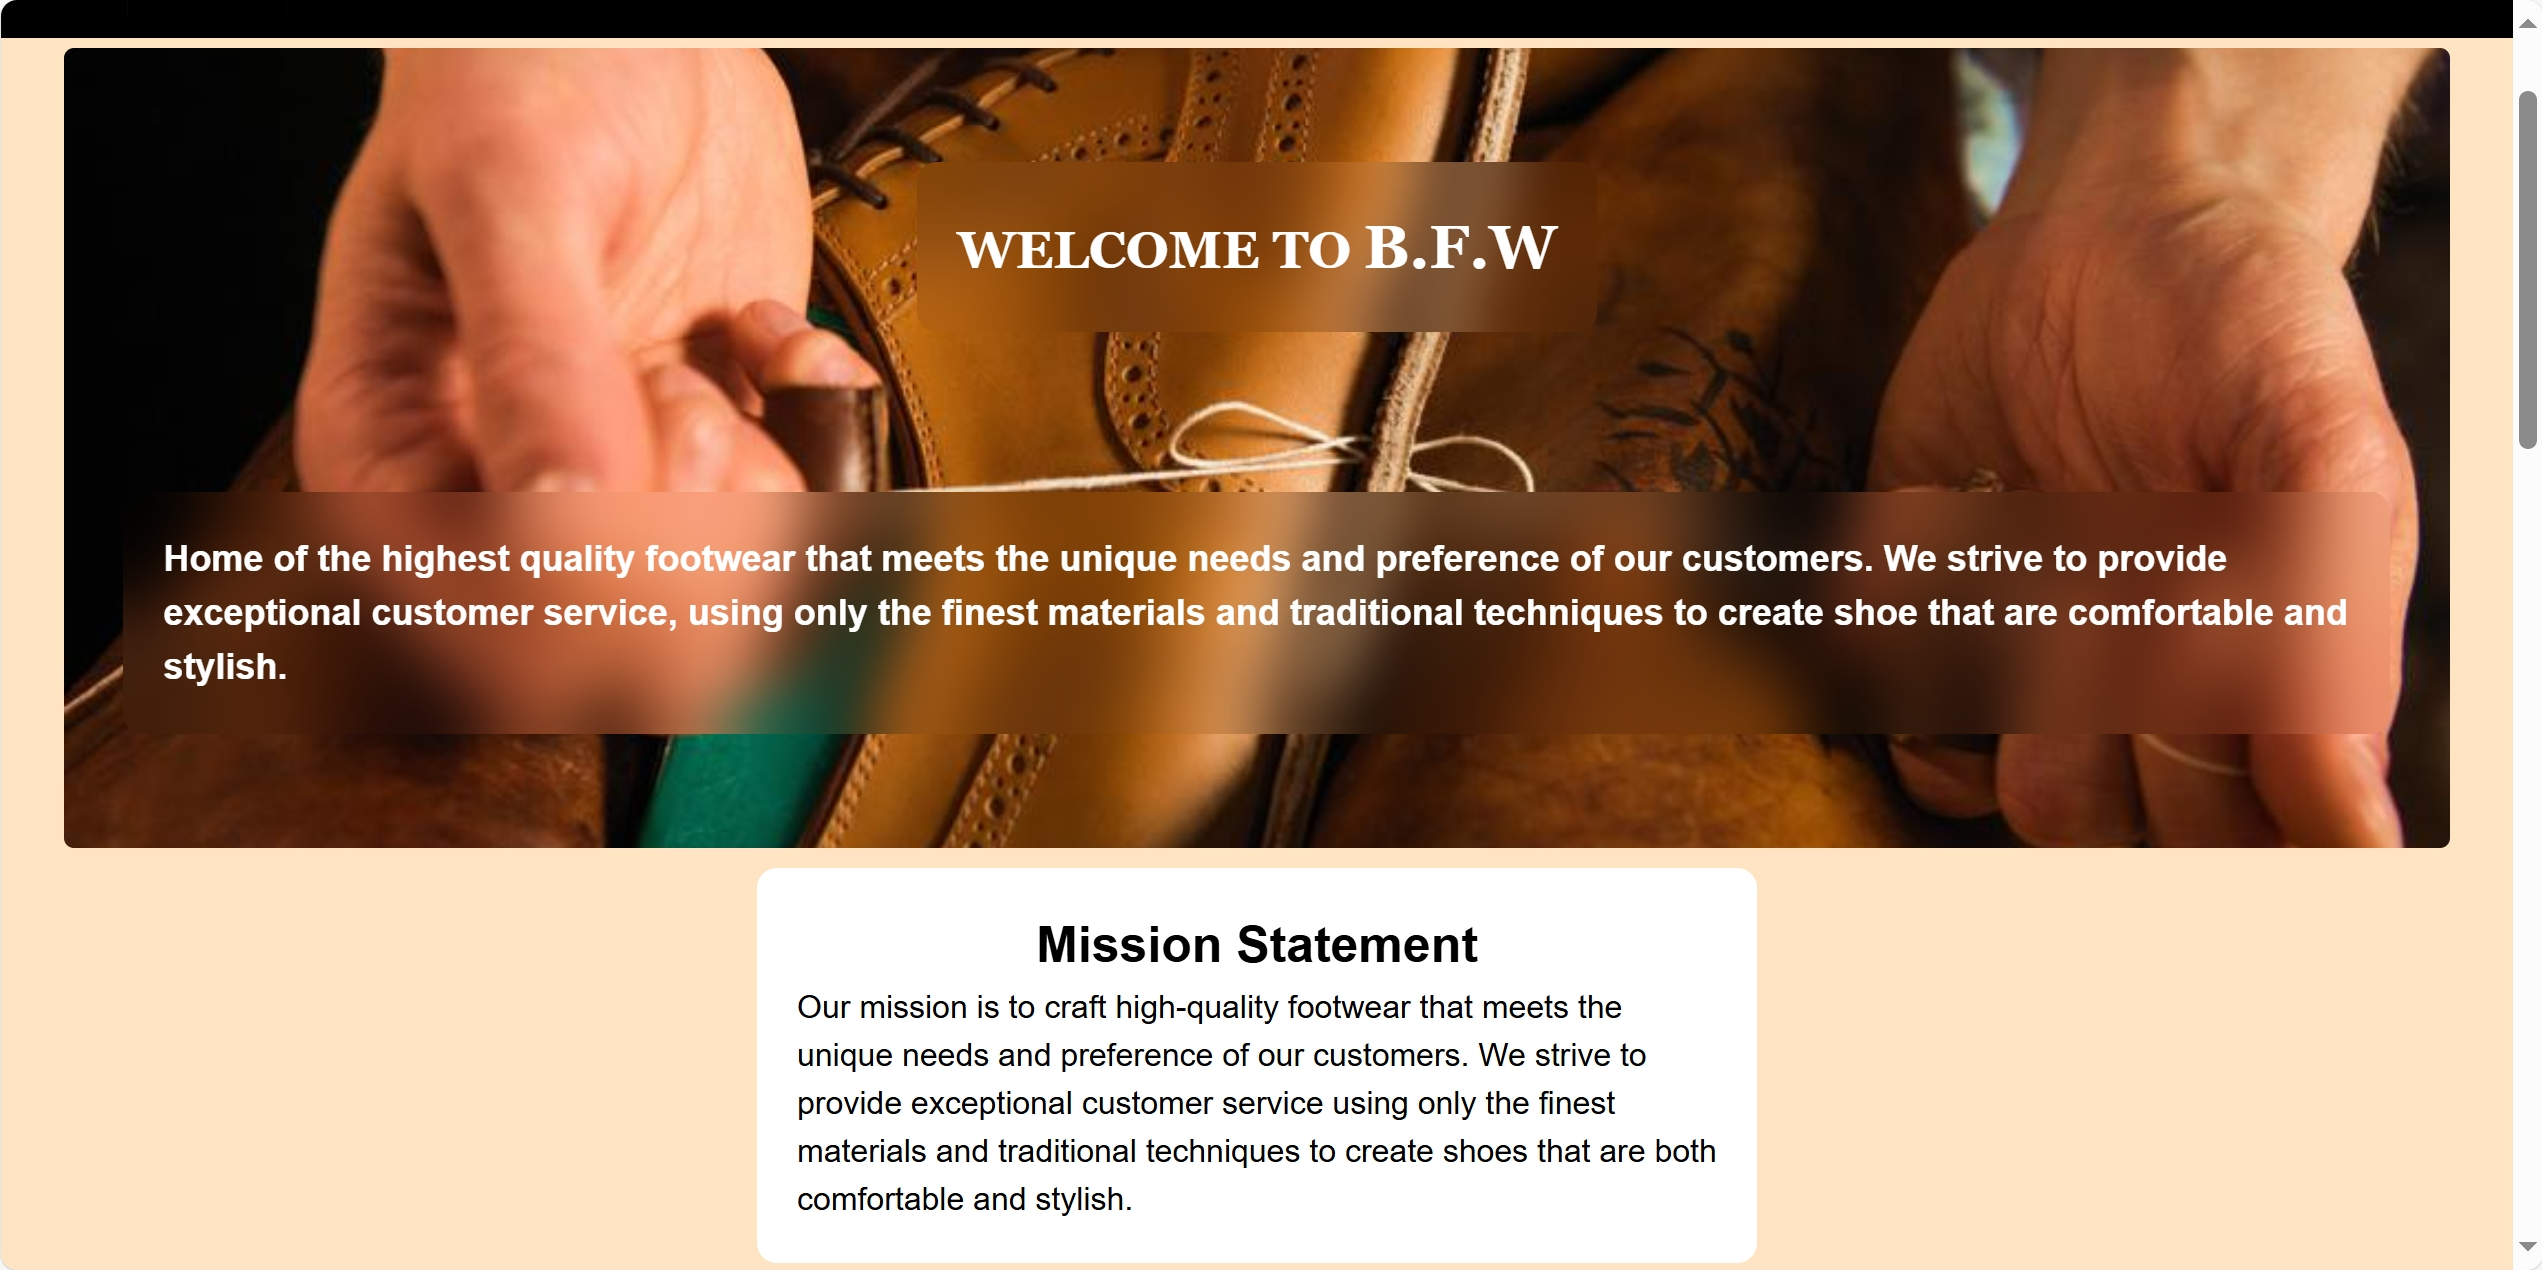 WELCOME TO B.F.W
Home of the highest quality footwear that meets the unique needs and preference of our customers. We strive to provide
exceptional customer service, using only the finest materials and traditional techniques to create shoe that are comfortable and
stylish.
Mission Statement
Our mission is to craft high-quality footwear that meets the
unique needs and preference of our customers. We strive to
provide exceptional customer service using only the finest
materials and traditional techniques to create shoes that are both
comfortable and stylish.